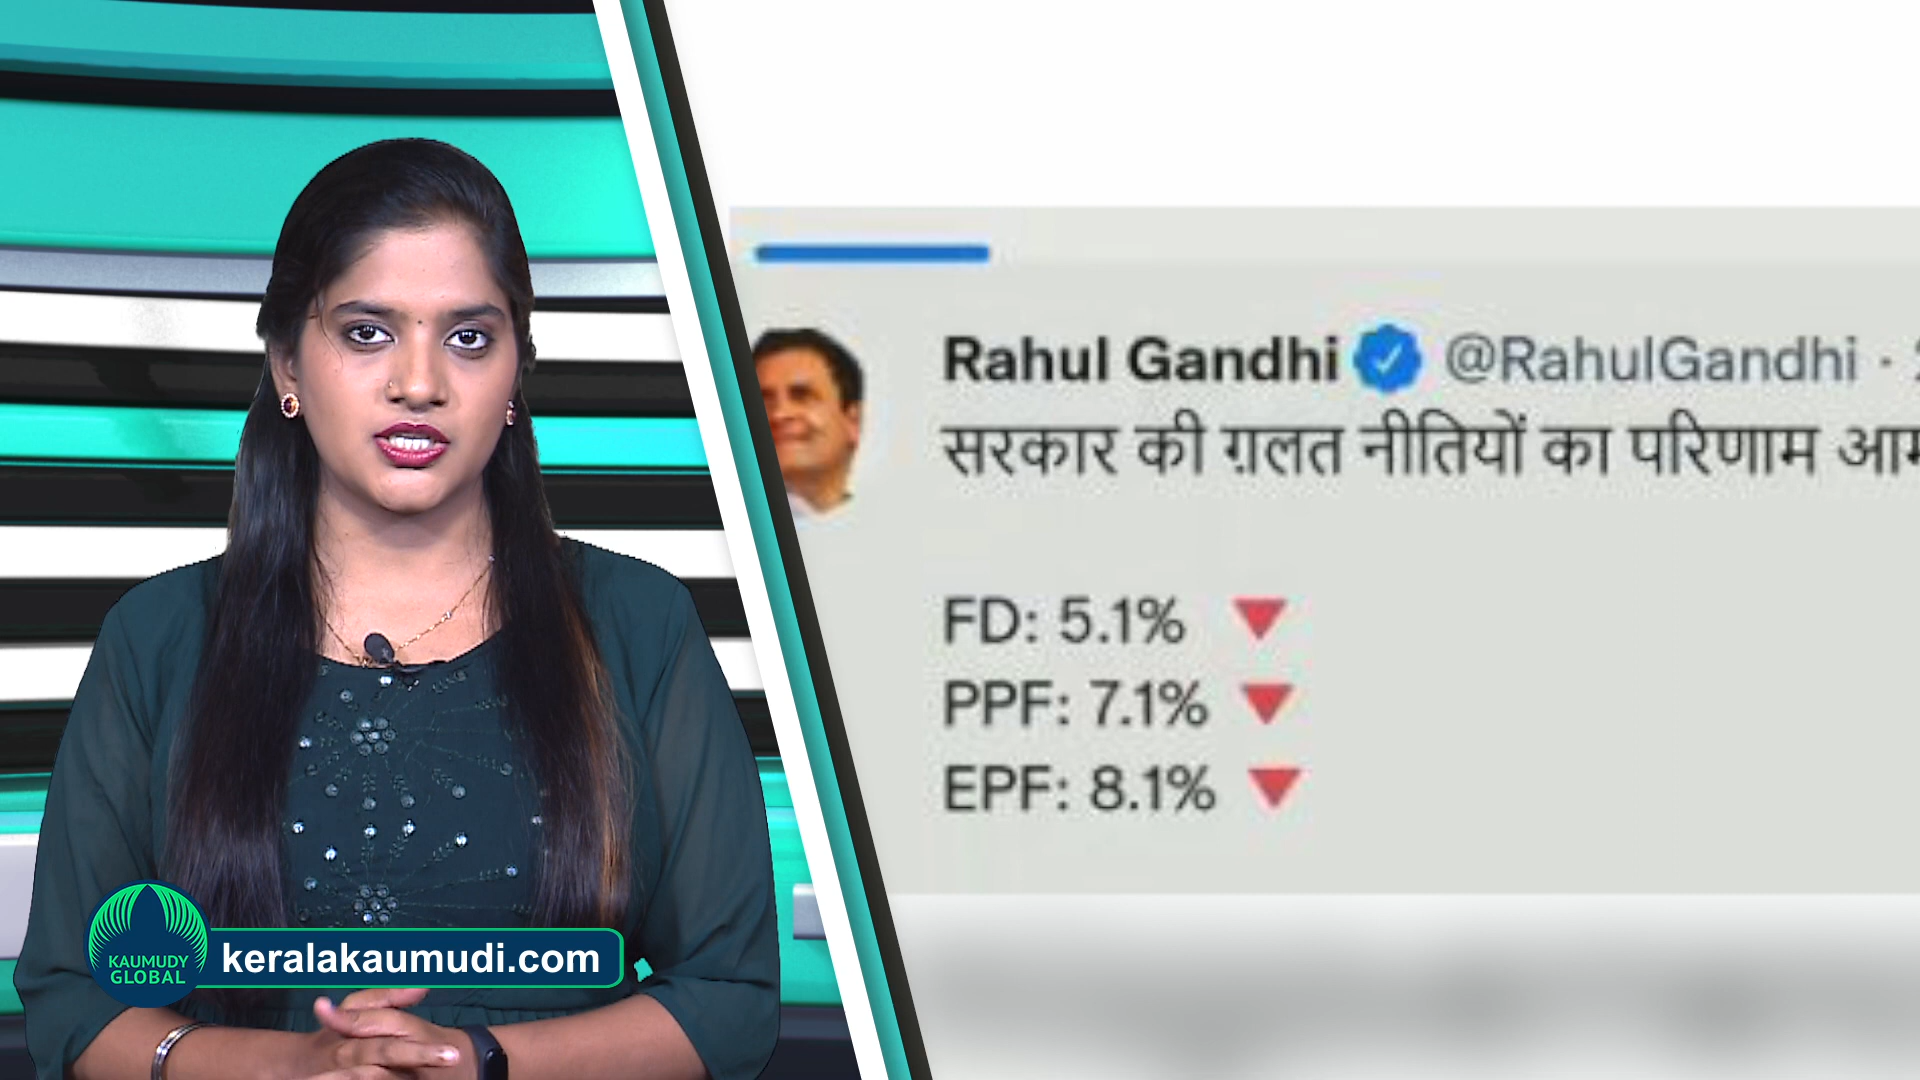 Rahul Gandhi @RahulGandhi ·
सरकार की ग़लत नीतियों का परिणाम
FD: 5.1%
PPF: 7.1%
EPF: 8.1%
KAUMUDY
GLOBAL
keralakaumudi.com